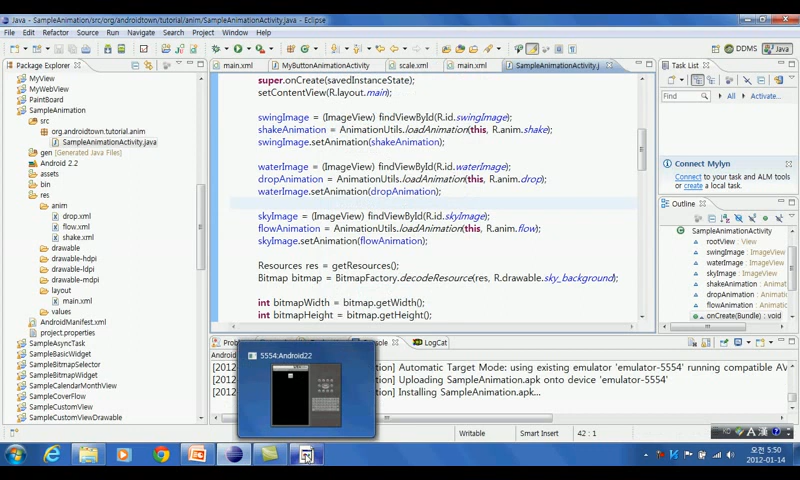 Java - SampleAnimation/src/org/androidtown/tutorial/anim/SampleAnimationActivity.java - Eclipse
File Edit Refactor Source Navigate Search Project Run Window Help
DDMS Java
Package Explorer
main.xml MyButtonAnimationActivity scale.xml main.xml SampleAnimationActivity.j
Task List
MyView
MyWebView
PaintBoard
SampleAnimation
src
org.androidtown.tutorial.anim
SampleAnimationActivity.java
gen [Generated Java Files]
Android 2.2
assets
bin
res
anim
drop.xml
flow.xml
shake.xml
drawable
drawable-hdpi
drawable-ldpi
drawable-mdpi
layout
main.xml
values
AndroidManifest.xml
project.properties
SampleAsyncTask
SampleBasicWidget
SampleBitmapSelector
SampleBitmapWidget
SampleCalendarMonthView
SampleCoverFlow
SampleCustomView
SampleCustomViewDrawable
super.onCreate(savedInstanceState);
setContentView(R.layout.main);
swingImage = (ImageView) findViewById(R.id.swingImage);
shakeAnimation = AnimationUtils.loadAnimation(this, R.anim.shake);
swingImage.setAnimation(shakeAnimation);
waterImage = (ImageView) findViewById(R.id.waterImage);
dropAnimation = AnimationUtils.loadAnimation(this, R.anim.drop);
waterImage.setAnimation(dropAnimation);
skyImage = (ImageView) findViewById(R.id.skyImage);
flowAnimation = AnimationUtils.loadAnimation(this, R.anim.flow);
skyImage.setAnimation(flowAnimation);
Resources res = getResources();
Bitmap bitmap = BitmapFactory.decodeResource(res, R.drawable.sky_background);
int bitmapWidth = bitmap.getWidth();
int bitmapHeight = bitmap.getHeight();
Find All Activate...
Connect Mylyn
Connect to your task and ALM tools
or create a local task.
Outline
SampleAnimationActivity
rootView : View
swingImage : ImageView
waterImage : ImageView
skyImage : ImageView
shakeAnimation : Animati
dropAnimation : Animatio
flowAnimation : Animatio
onCreate(Bundle) : void
LogCat
5554:Android22
Automatic Target Mode: using existing emulator 'emulator-5554' running compatible AV
Uploading SampleAnimation.apk onto device 'emulator-5554'
Installing SampleAnimation.apk...
Writable Smart Insert 42 : 1
오전 5:50
2012-01-14